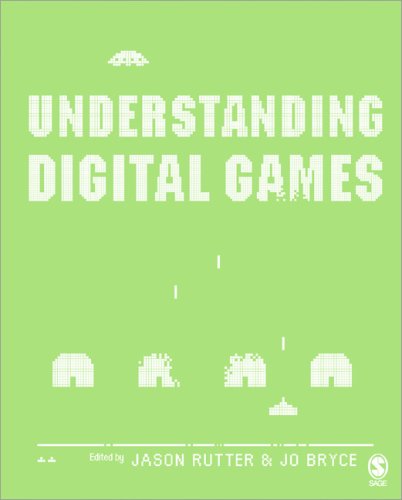 UNDERSTANDING
DIGITAL GAMES
Edited by JASON RUTTER & JO BRYCE
S
SAGE